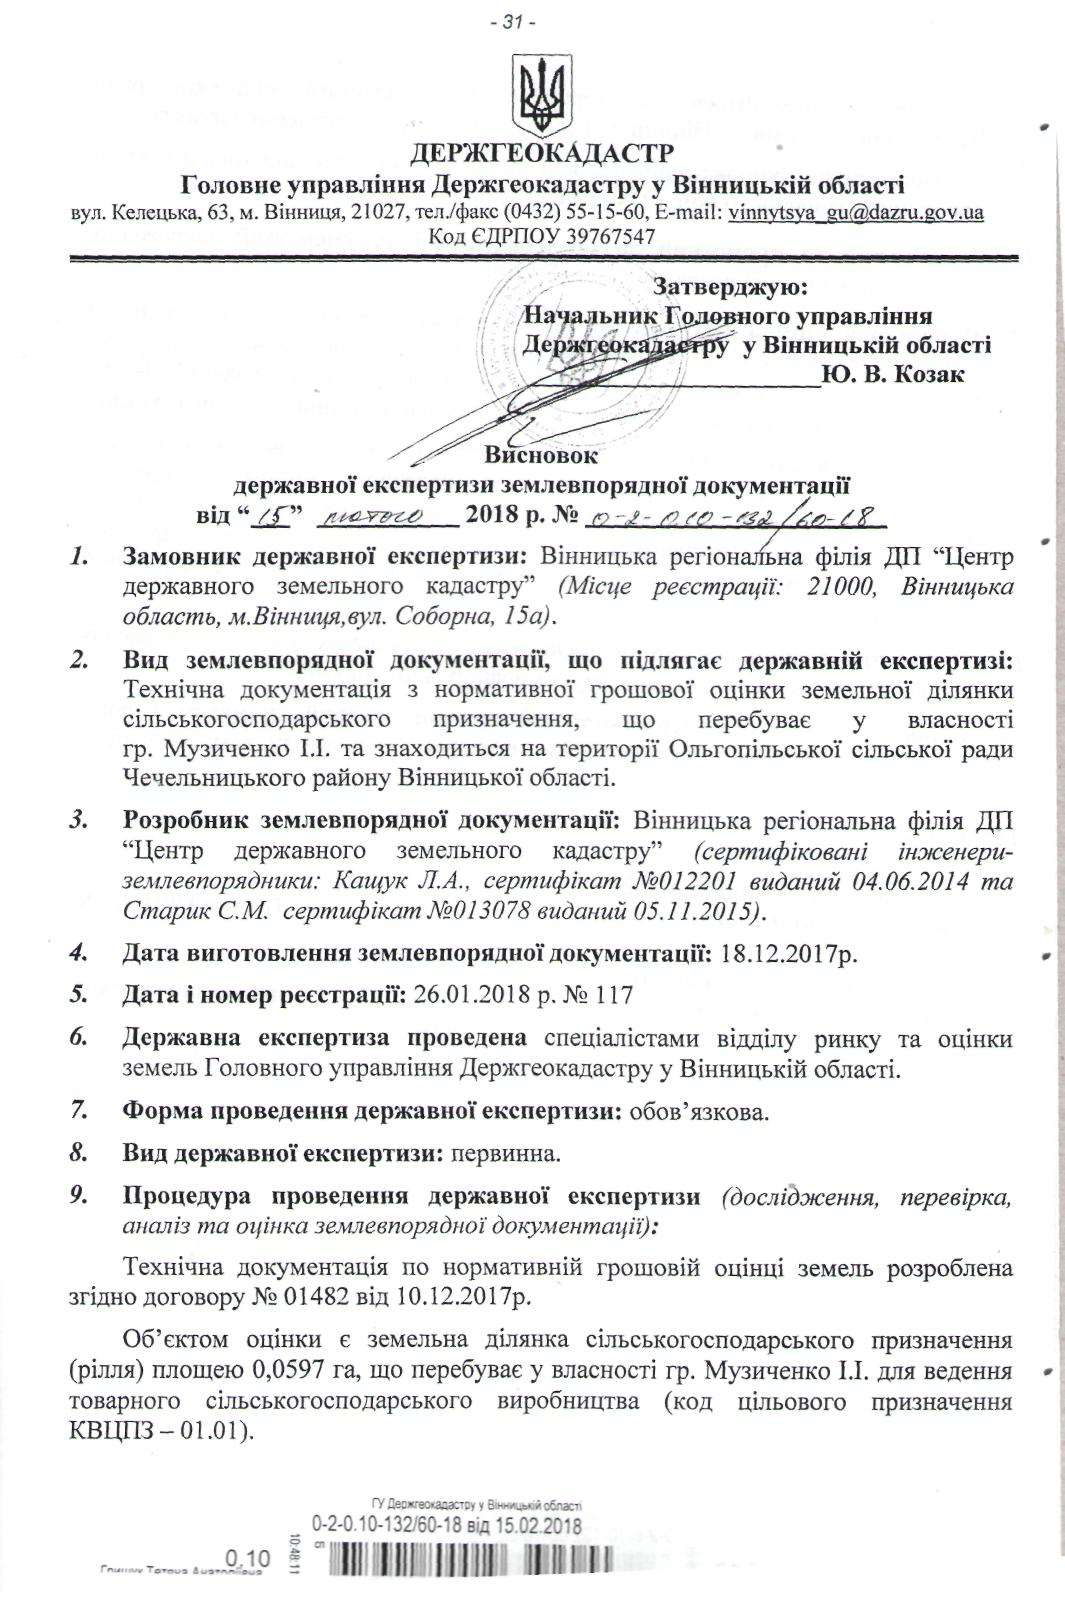 - 31 -
ДЕРЖГЕОКАДАСТР
Головне управління Держгеокадастру у Вінницькій області
вул. Келецька, 63, м. Вінниця, 21027, тел./факс (0432) 55-15-60, E-mail: vinnytsya_gu@dazru.gov.ua
Код ЄДРПОУ 39767547
Затверджую:
Начальник Головного управління
Держгеокадастру у Вінницькій області
Ю. В. Козак
Висновок
державної експертизи землевпорядної документації
від “15” лютого 2018 р. № 0-2-0.10-132/60-18
1. Замовник державної експертизи: Вінницька регіональна філія ДП “Центр
державного земельного кадастру” (Місце реєстрації: 21000, Вінницька
область, м.Вінниця,вул. Соборна, 15а).
2. Вид землевпорядної документації, що підлягає державній експертизі:
Технічна документація з нормативної грошової оцінки земельної ділянки
сільськогосподарського призначення, що перебуває у власності
гр. Музиченко І.І. та знаходиться на території Ольгопільської сільської ради
Чечельницького району Вінницької області.
3. Розробник землевпорядної документації: Вінницька регіональна філія ДП
“Центр державного земельного кадастру” (сертифіковані інженери-
землевпорядники: Кащук Л.А., сертифікат №012201 виданий 04.06.2014 та
Старик С.М. сертифікат №013078 виданий 05.11.2015).
4. Дата виготовлення землевпорядної документації: 18.12.2017р.
5. Дата і номер реєстрації: 26.01.2018 р. № 117
6. Державна експертиза проведена спеціалістами відділу ринку та оцінки
земель Головного управління Держгеокадастру у Вінницькій області.
7. Форма проведення державної експертизи: обов’язкова.
8. Вид державної експертизи: первинна.
9. Процедура проведення державної експертизи (дослідження, перевірка,
аналіз та оцінка землевпорядної документації):
Технічна документація по нормативній грошовій оцінці земель розроблена
згідно договору № 01482 від 10.12.2017р.
Об’єктом оцінки є земельна ділянка сільськогосподарського призначення
(рілля) площею 0,0597 га, що перебуває у власності гр. Музиченко І.І. для ведення
товарного сільськогосподарського виробництва (код цільового призначення
КВЦПЗ – 01.01).
ГУ Держгеокадастру у Вінницькій області
0-2-0.10-132/60-18 від 15.02.2018
10:48:11
5
0,10